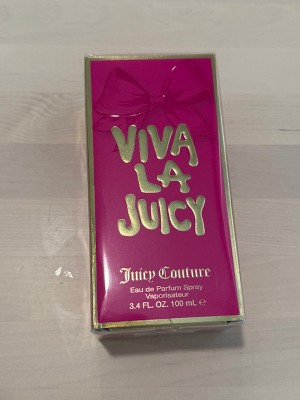 VIVA
LA
JUICY
Juicy Couture
Eau de Parfum Spray
Vaporisateur
3.4 FL. OZ. 100 mL ℮